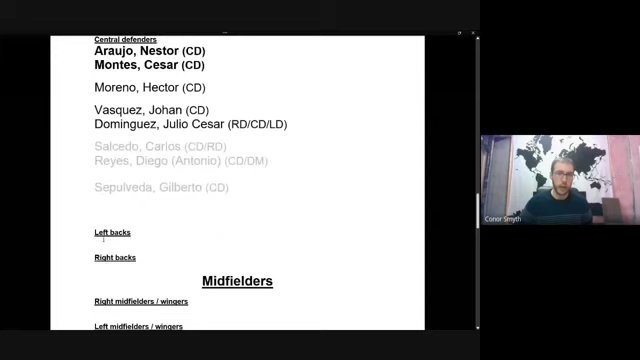 Central defenders
Araujo, Nestor (CD)
Montes, Cesar (CD)
Moreno, Hector (CD)
Vasquez, Johan (CD)
Dominguez, Julio Cesar (RD/CD/LD)
Salcedo, Carlos (CD/RD)
Reyes, Diego (Antonio) (CD/DM)
Sepulveda, Gilberto (CD)
Left backs
Right backs
Midfielders
Right midfielders / wingers
Left midfielders / wingers
Conor Smyth